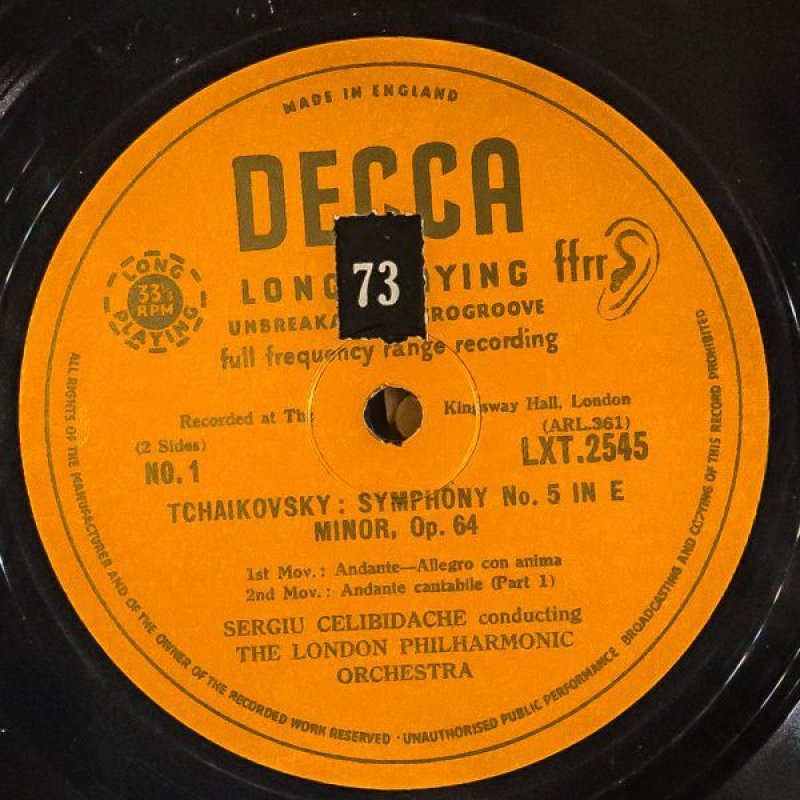 MADE IN ENGLAND
DECCA
73
ffrr
LONG PLAYING
UNBREAKA ROGROOVE
full frequency range recording
LONG
33⅓
RPM
PLAYING
Recorded at The Kingsway Hall, London
(2 Sides)
(ARL.361)
NO. 1
LXT.2545
TCHAIKOVSKY: SYMPHONY No. 5 IN E
MINOR, Op. 64
1st Mov.: Andante—Allegro con anima
2nd Mov.: Andante cantabile (Part 1)
SERGIU CELIBIDACHE conducting
THE LONDON PHILHARMONIC
ORCHESTRA
ALL RIGHTS OF THE MANUFACTURER AND OF THE OWNER OF THE RECORDED WORK RESERVED · UNAUTHORISED PUBLIC PERFORMANCE BROADCASTING AND COPYING OF THIS RECORD PROHIBITED